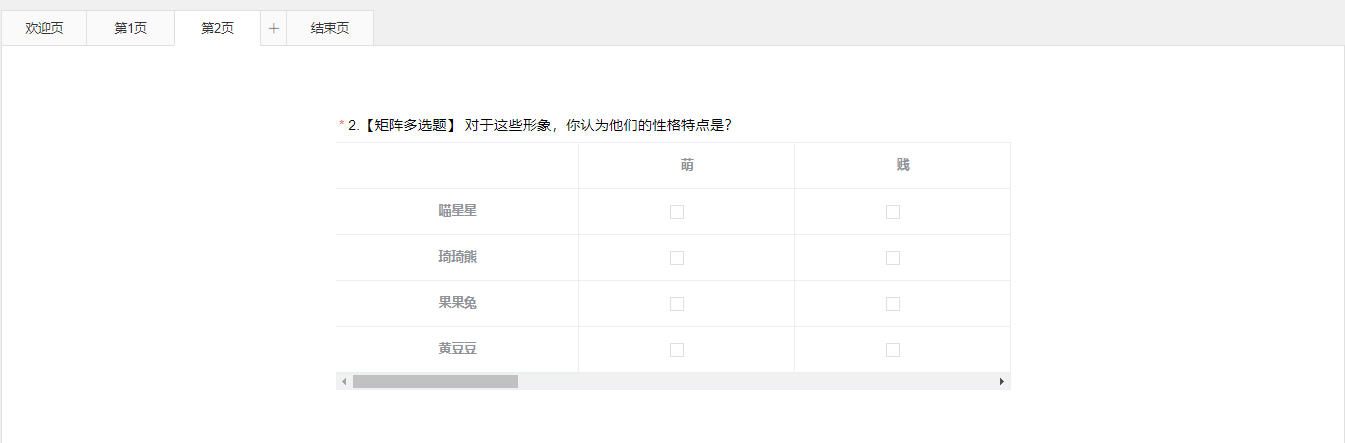 欢迎页 第1页 第2页 + 结束页
* 2.【矩阵多选题】 对于这些形象，你认为他们的性格特点是?
萌 贱
喵星星
琦琦熊
果果兔
黄豆豆